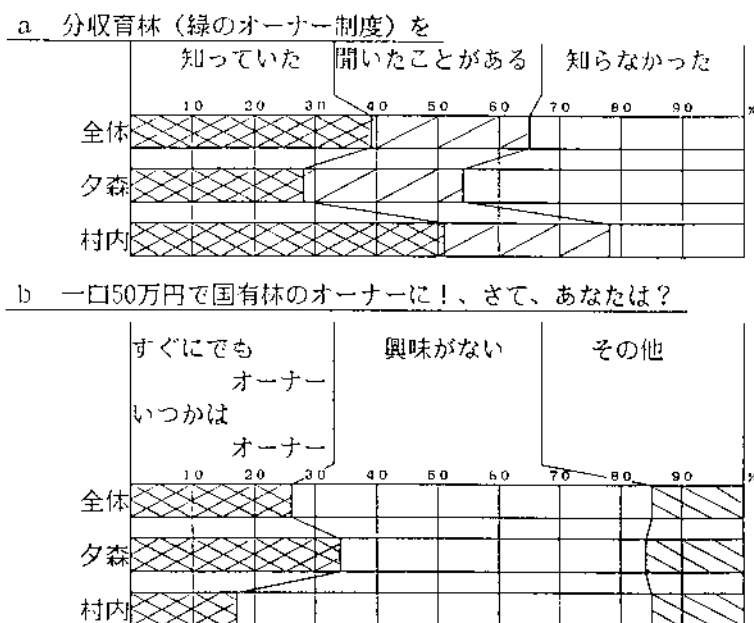 a 分収育林（緑のオーナー制度）を
知っていた 聞いたことがある 知らなかった
10 20 30 40 50 60 70 80 90 %
全体
夕森
村内
b 一口50万円で国有林のオーナーに！、さて、あなたは？
すぐにでも 興味がない その他
オーナー
いつかは
オーナー
10 20 30 40 50 60 70 80 90 %
全体
夕森
村内